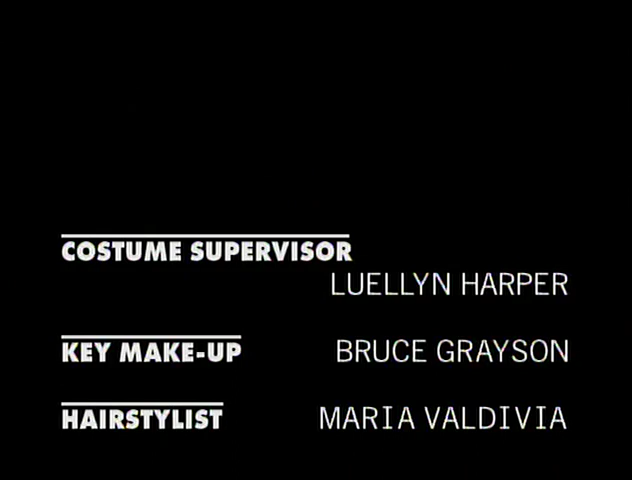 COSTUME SUPERVISOR
LUELLYN HARPER
KEY MAKE-UP BRUCE GRAYSON
HAIRSTYLIST MARIA VALDIVIA